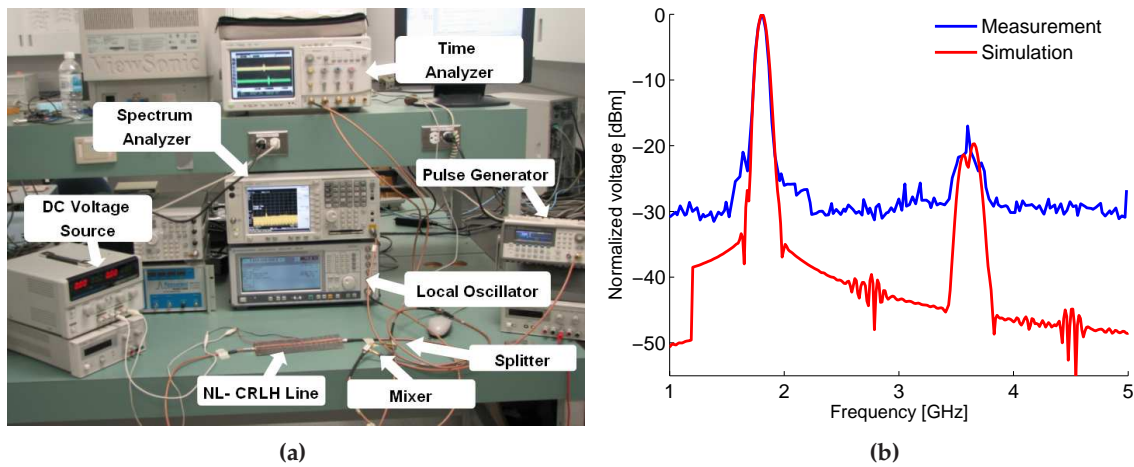 ViewSonic
Time
Analyzer
Spectrum
Analyzer
Pulse Generator
DC Voltage
Source
Local Oscillator
Splitter
NL- CRLH Line
Mixer
(a)
Measurement
Simulation
Normalized voltage [dBm]
0
−10
−20
−30
−40
−50
1 2 3 4 5
Frequency [GHz]
(b)